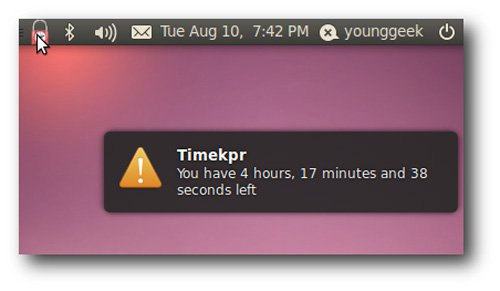 Tue Aug 10, 7:42 PM younggeek
Timekpr
You have 4 hours, 17 minutes and 38
seconds left